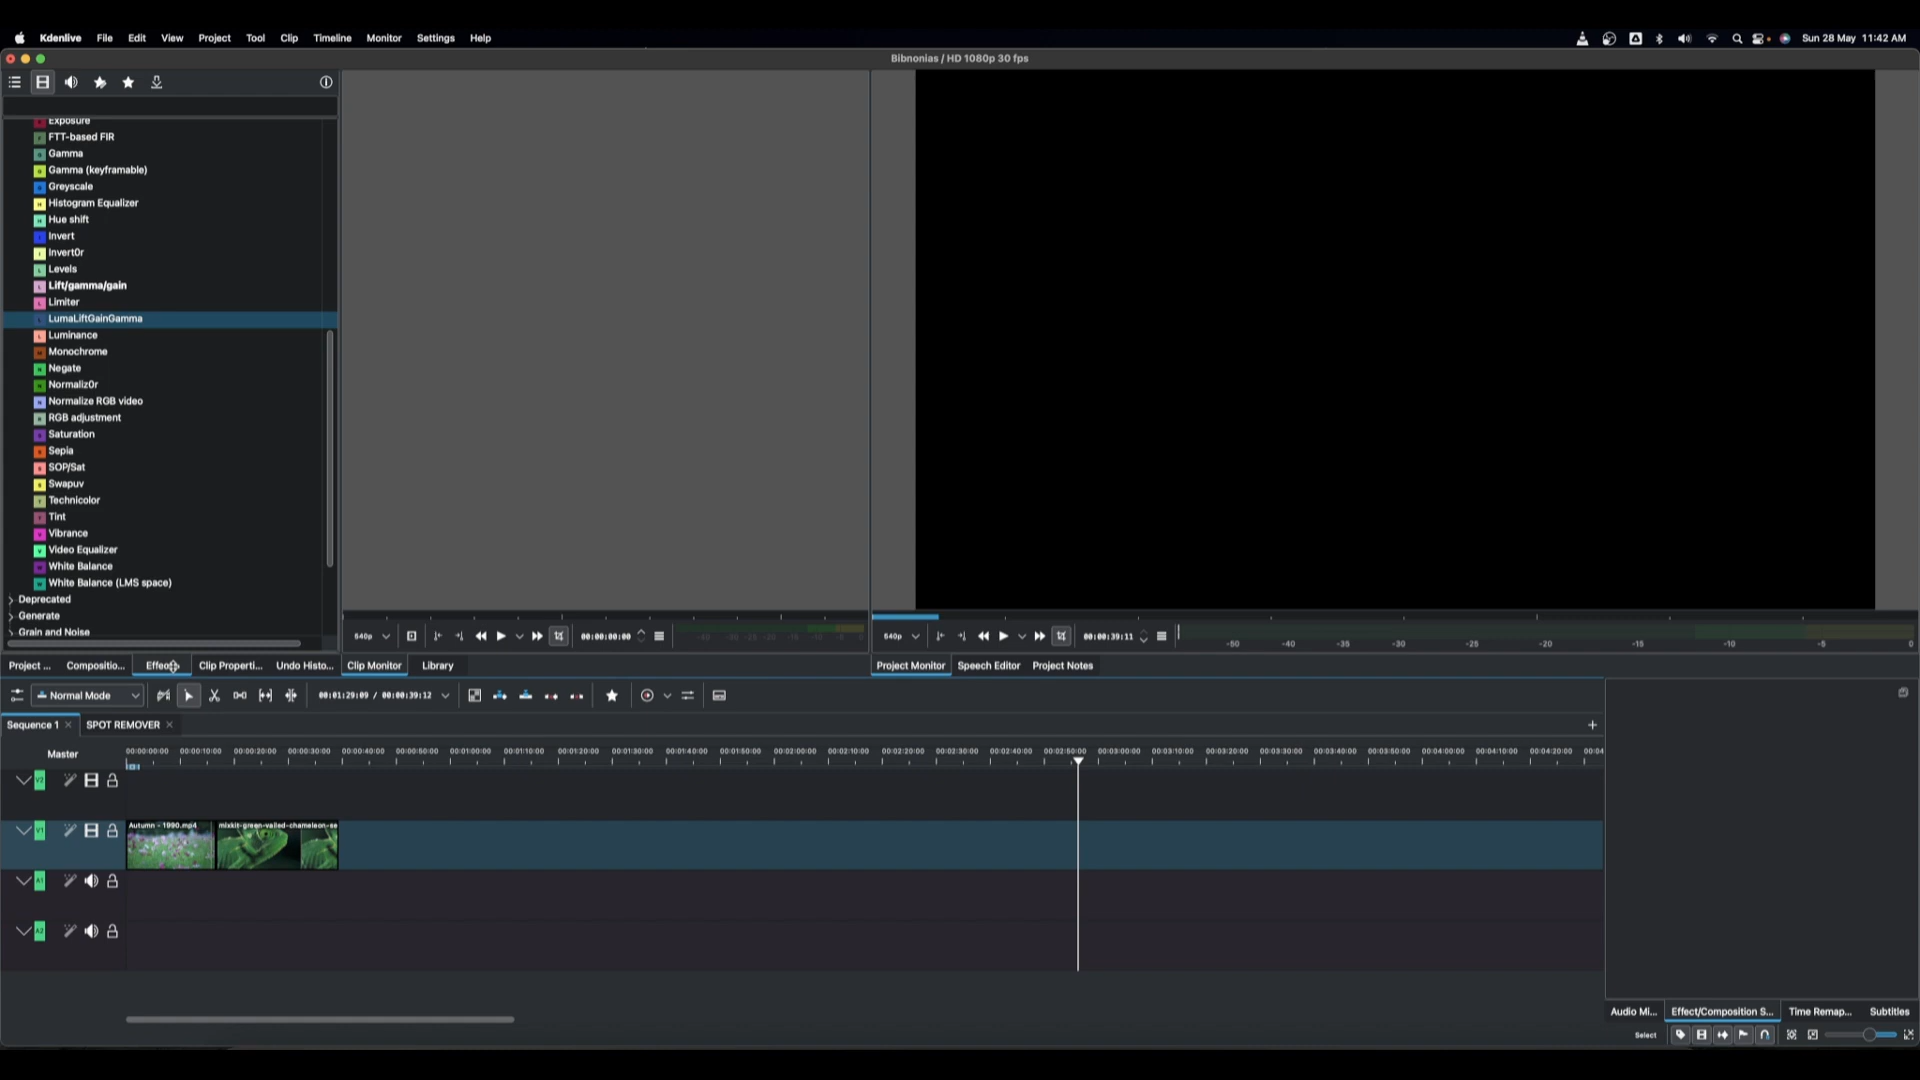 Kdenlive File Edit View Project Tool Clip Timeline Monitor Settings Help
Sun 28 May 11:42 AM
Bibnonias / HD 1080p 30 fps
Exposure
FTT-based FIR
Gamma
Gamma (keyframable)
Greyscale
Histogram Equalizer
Hue shift
Invert
Invert0r
Levels
Lift/gamma/gain
Limiter
LumaLiftGainGamma
Luminance
Monochrome
Negate
Normaliz0r
Normalize RGB video
RGB adjustment
Saturation
Sepia
SOP/Sat
Swapuv
Technicolor
Tint
Vibrance
Video Equalizer
White Balance
White Balance (LMS space)
Deprecated
Generate
Grain and Noise
540p 00:00:00:00
540p 00:00:39:11 -50 -40 -30 -25 -20 -15 -10 -5 0
Project ... Compositio... Effects Clip Properti... Undo Histo... Clip Monitor Library Project Monitor Speech Editor Project Notes
Normal Mode 00:01:29:09 / 00:00:39:12
Sequence 1 SPOT REMOVER
Master 00:00:00:00 00:00:10:00 00:00:20:00 00:00:30:00 00:00:40:00 00:00:50:00 00:01:00:00 00:01:10:00 00:01:20:00 00:01:30:00 00:01:40:00 00:01:50:00 00:02:00:00 00:02:10:00 00:02:20:00 00:02:30:00 00:02:40:00 00:02:50:00 00:03:00:00 00:03:10:00 00:03:20:00 00:03:30:00 00:03:40:00 00:03:50:00 00:04:00:00 00:04:10:00 00:04:20:00 00:04
V2
V1 Autumn - 1990.mp4 mixkit-green-vailed-chameleon-se
A1
A2
Audio Mi... Effect/Composition S... Time Remap... Subtitles
Select